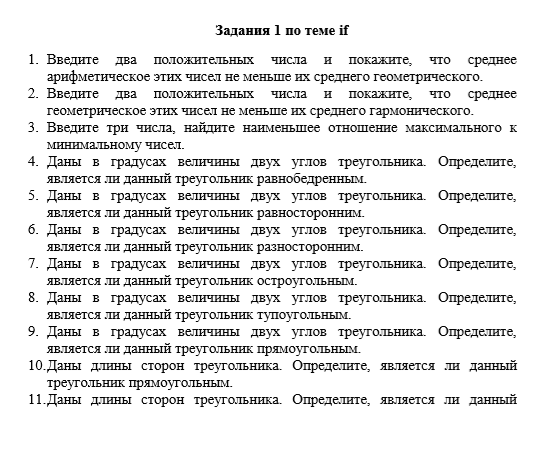 Задания 1 по теме if
1. Введите два положительных числа и покажите, что среднее
арифметическое этих чисел не меньше их среднего геометрического.
2. Введите два положительных числа и покажите, что среднее
геометрическое этих чисел не меньше их среднего гармонического.
3. Введите три числа, найдите наименьшее отношение максимального к
минимальному чисел.
4. Даны в градусах величины двух углов треугольника. Определите,
является ли данный треугольник равнобедренным.
5. Даны в градусах величины двух углов треугольника. Определите,
является ли данный треугольник равносторонним.
6. Даны в градусах величины двух углов треугольника. Определите,
является ли данный треугольник разносторонним.
7. Даны в градусах величины двух углов треугольника. Определите,
является ли данный треугольник остроугольным.
8. Даны в градусах величины двух углов треугольника. Определите,
является ли данный треугольник тупоугольным.
9. Даны в градусах величины двух углов треугольника. Определите,
является ли данный треугольник прямоугольным.
10. Даны длины сторон треугольника. Определите, является ли данный
треугольник прямоугольным.
11. Даны длины сторон треугольника. Определите, является ли данный